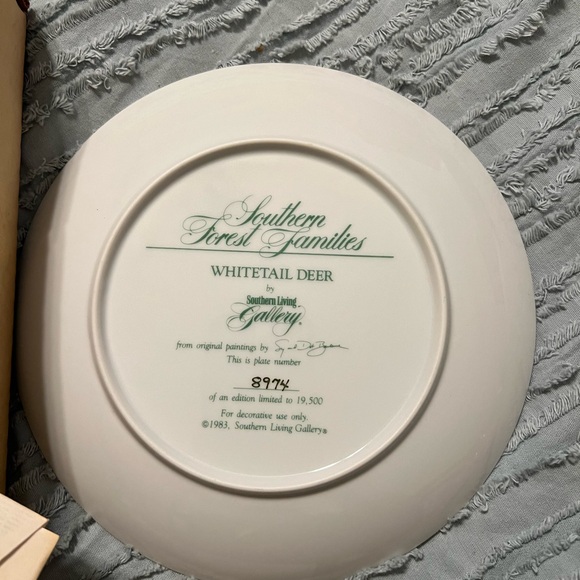 Southern
Forest Families
WHITETAIL DEER
by
Southern Living
Gallery®
from original paintings by
This is plate number
8974
of an edition limited to 19,500
For decorative use only.
©1983, Southern Living Gallery®